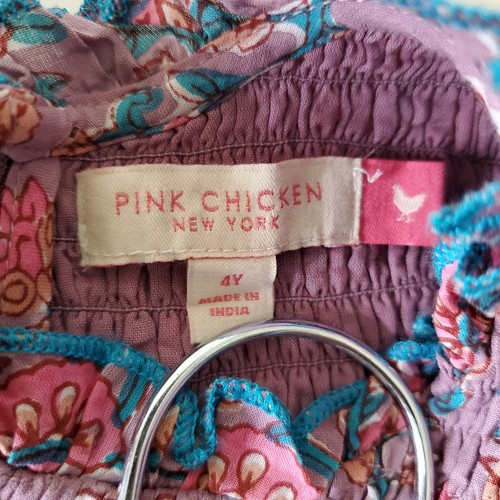 PINK CHICKEN
NEW YORK
4Y
MADE IN
INDIA